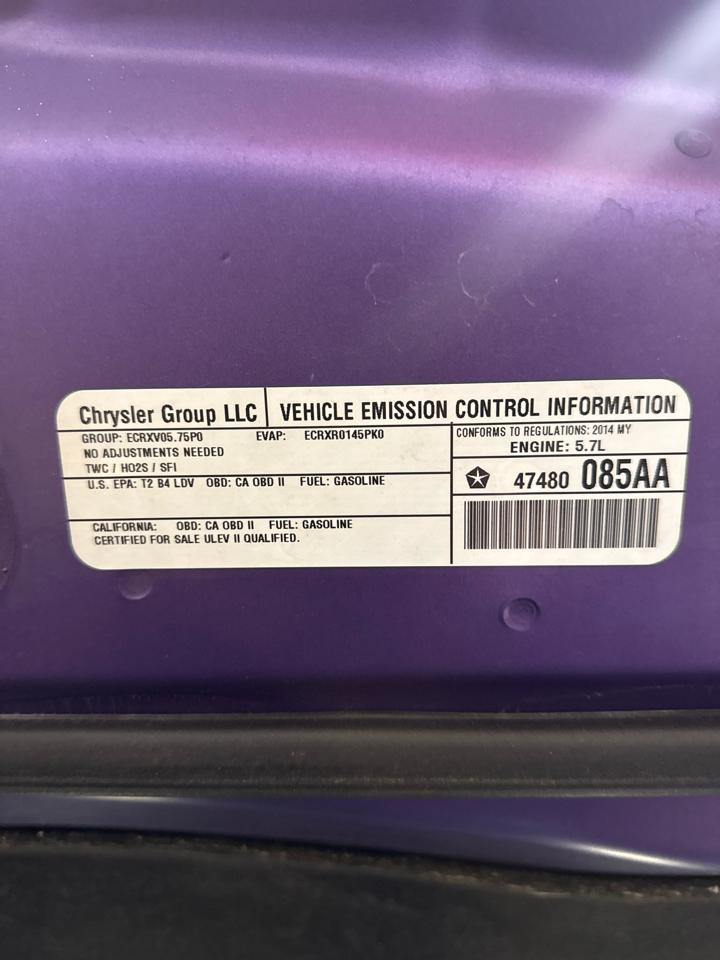 Chrysler Group LLC
VEHICLE EMISSION CONTROL INFORMATION
GROUP: ECRXV05.75P0 EVAP: ECRXR0145PK0
NO ADJUSTMENTS NEEDED
TWC / HO2S / SFI
U.S. EPA: T2 B4 LDV OBD: CA OBD II FUEL: GASOLINE
CALIFORNIA: OBD: CA OBD II FUEL: GASOLINE
CERTIFIED FOR SALE ULEV II QUALIFIED.
CONFORMS TO REGULATIONS: 2014 MY
ENGINE: 5.7L
47480 085AA